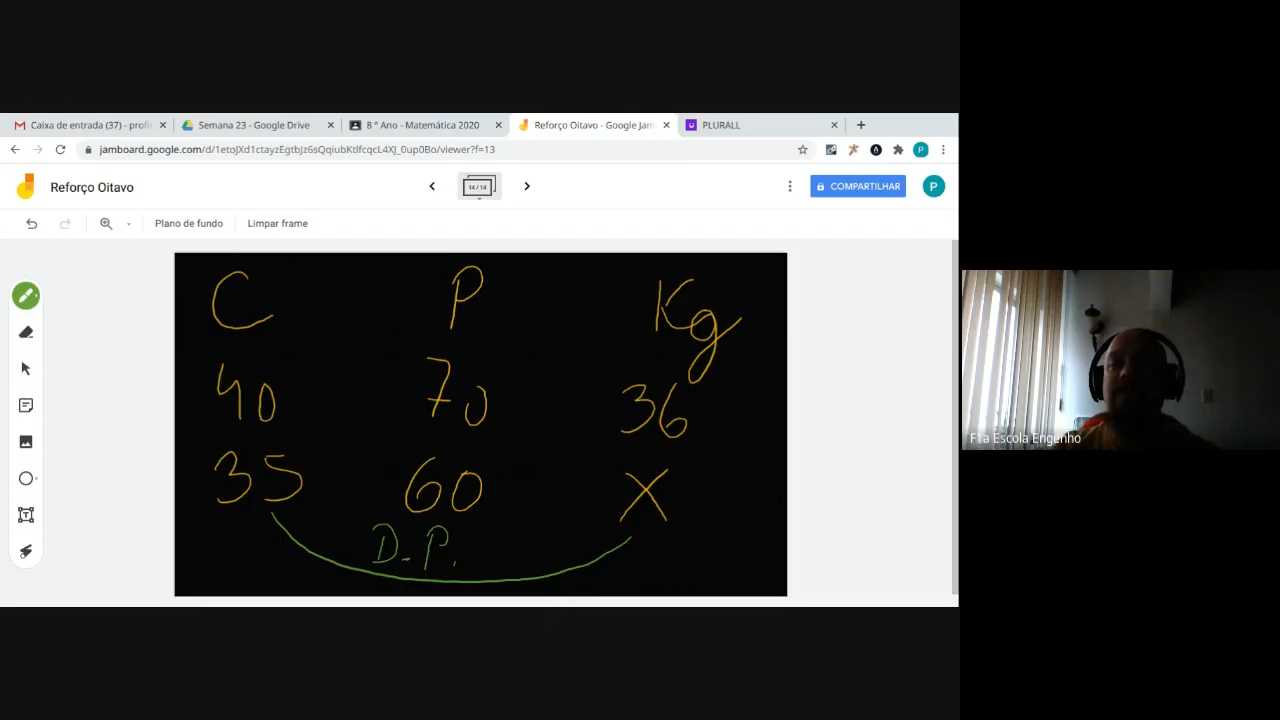 Caixa de entrada (37) - profi
Semana 23 - Google Drive
8 º Ano - Matemática 2020
Reforço Oitavo - Google Jam
PLURALL
jamboard.google.com/d/1etoJXd1ctayzEgtbJz6sQqiubKtlfcqcL4XJ_0up0Bo/viewer?f=13
P
Reforço Oitavo
14 / 14
COMPARTILHAR
P
Plano de fundo
Limpar frame
C P Kg
40 70 36
35 60 X
D.P.
F1a Escola Engenho